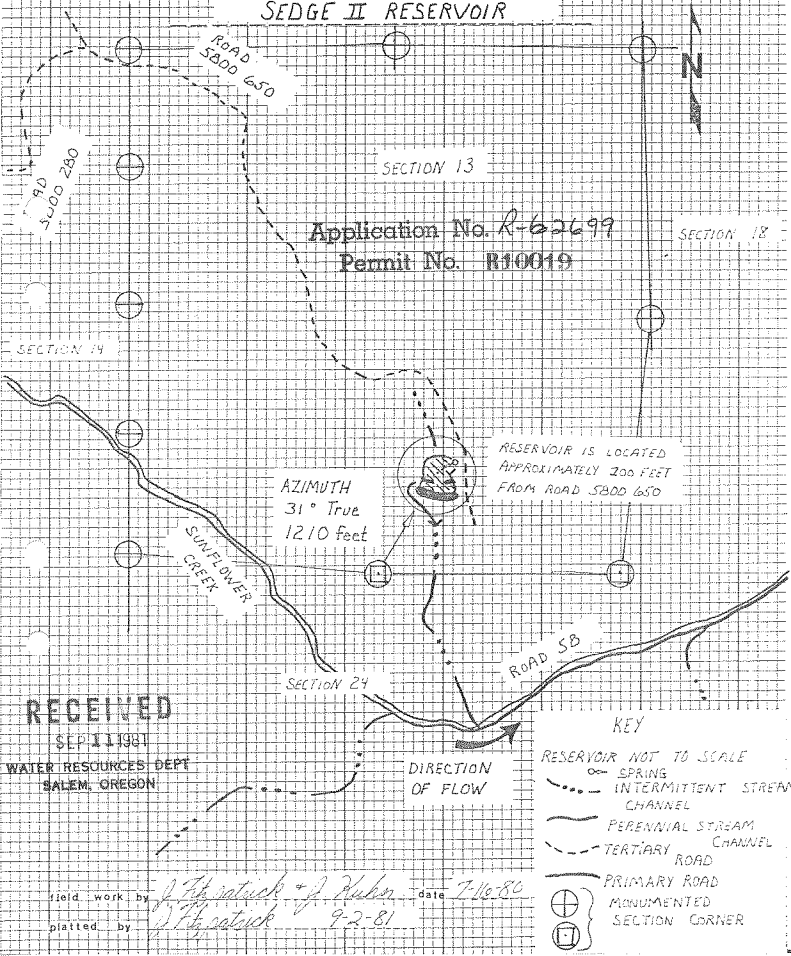 SEDGE II RESERVOIR
ROAD
5800 650
N
5800 280
SECTION 13
Application No. R-62699
Permit No. R10019
SECTION 18
SECTION 14
RESERVOIR IS LOCATED
APPROXIMATELY 200 FEET
FROM ROAD 5800 650
AZIMUTH
31° True
1210 feet
SUNFLOWER
CREEK
ROAD 58
SECTION 24
RECEIVED
SEP 11 1981
WATER RESOURCES DEPT
SALEM, OREGON
DIRECTION
OF FLOW
KEY
RESERVOIR NOT TO SCALE
SPRING
INTERMITTENT STREAM
CHANNEL
PERENNIAL STREAM
CHANNEL
TERTIARY
ROAD
PRIMARY ROAD
MONUMENTED
SECTION CORNER
field work by J. Fitzpatrick + J. Kuhn date 7-16-80
platted by J. Fitzpatrick 9-2-81